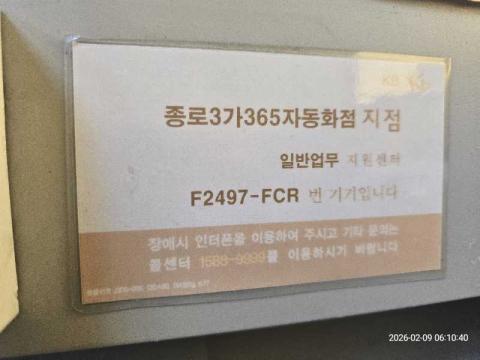 KB
종로3가365자동화점 지점
일반업무 지원센터
F2497-FCR 번 기기입니다
장애시 인터폰을 이용하여 주시고 기타 문의는
콜센터 1588-9999를 이용하시기 바랍니다
2026-02-09 06:10:40